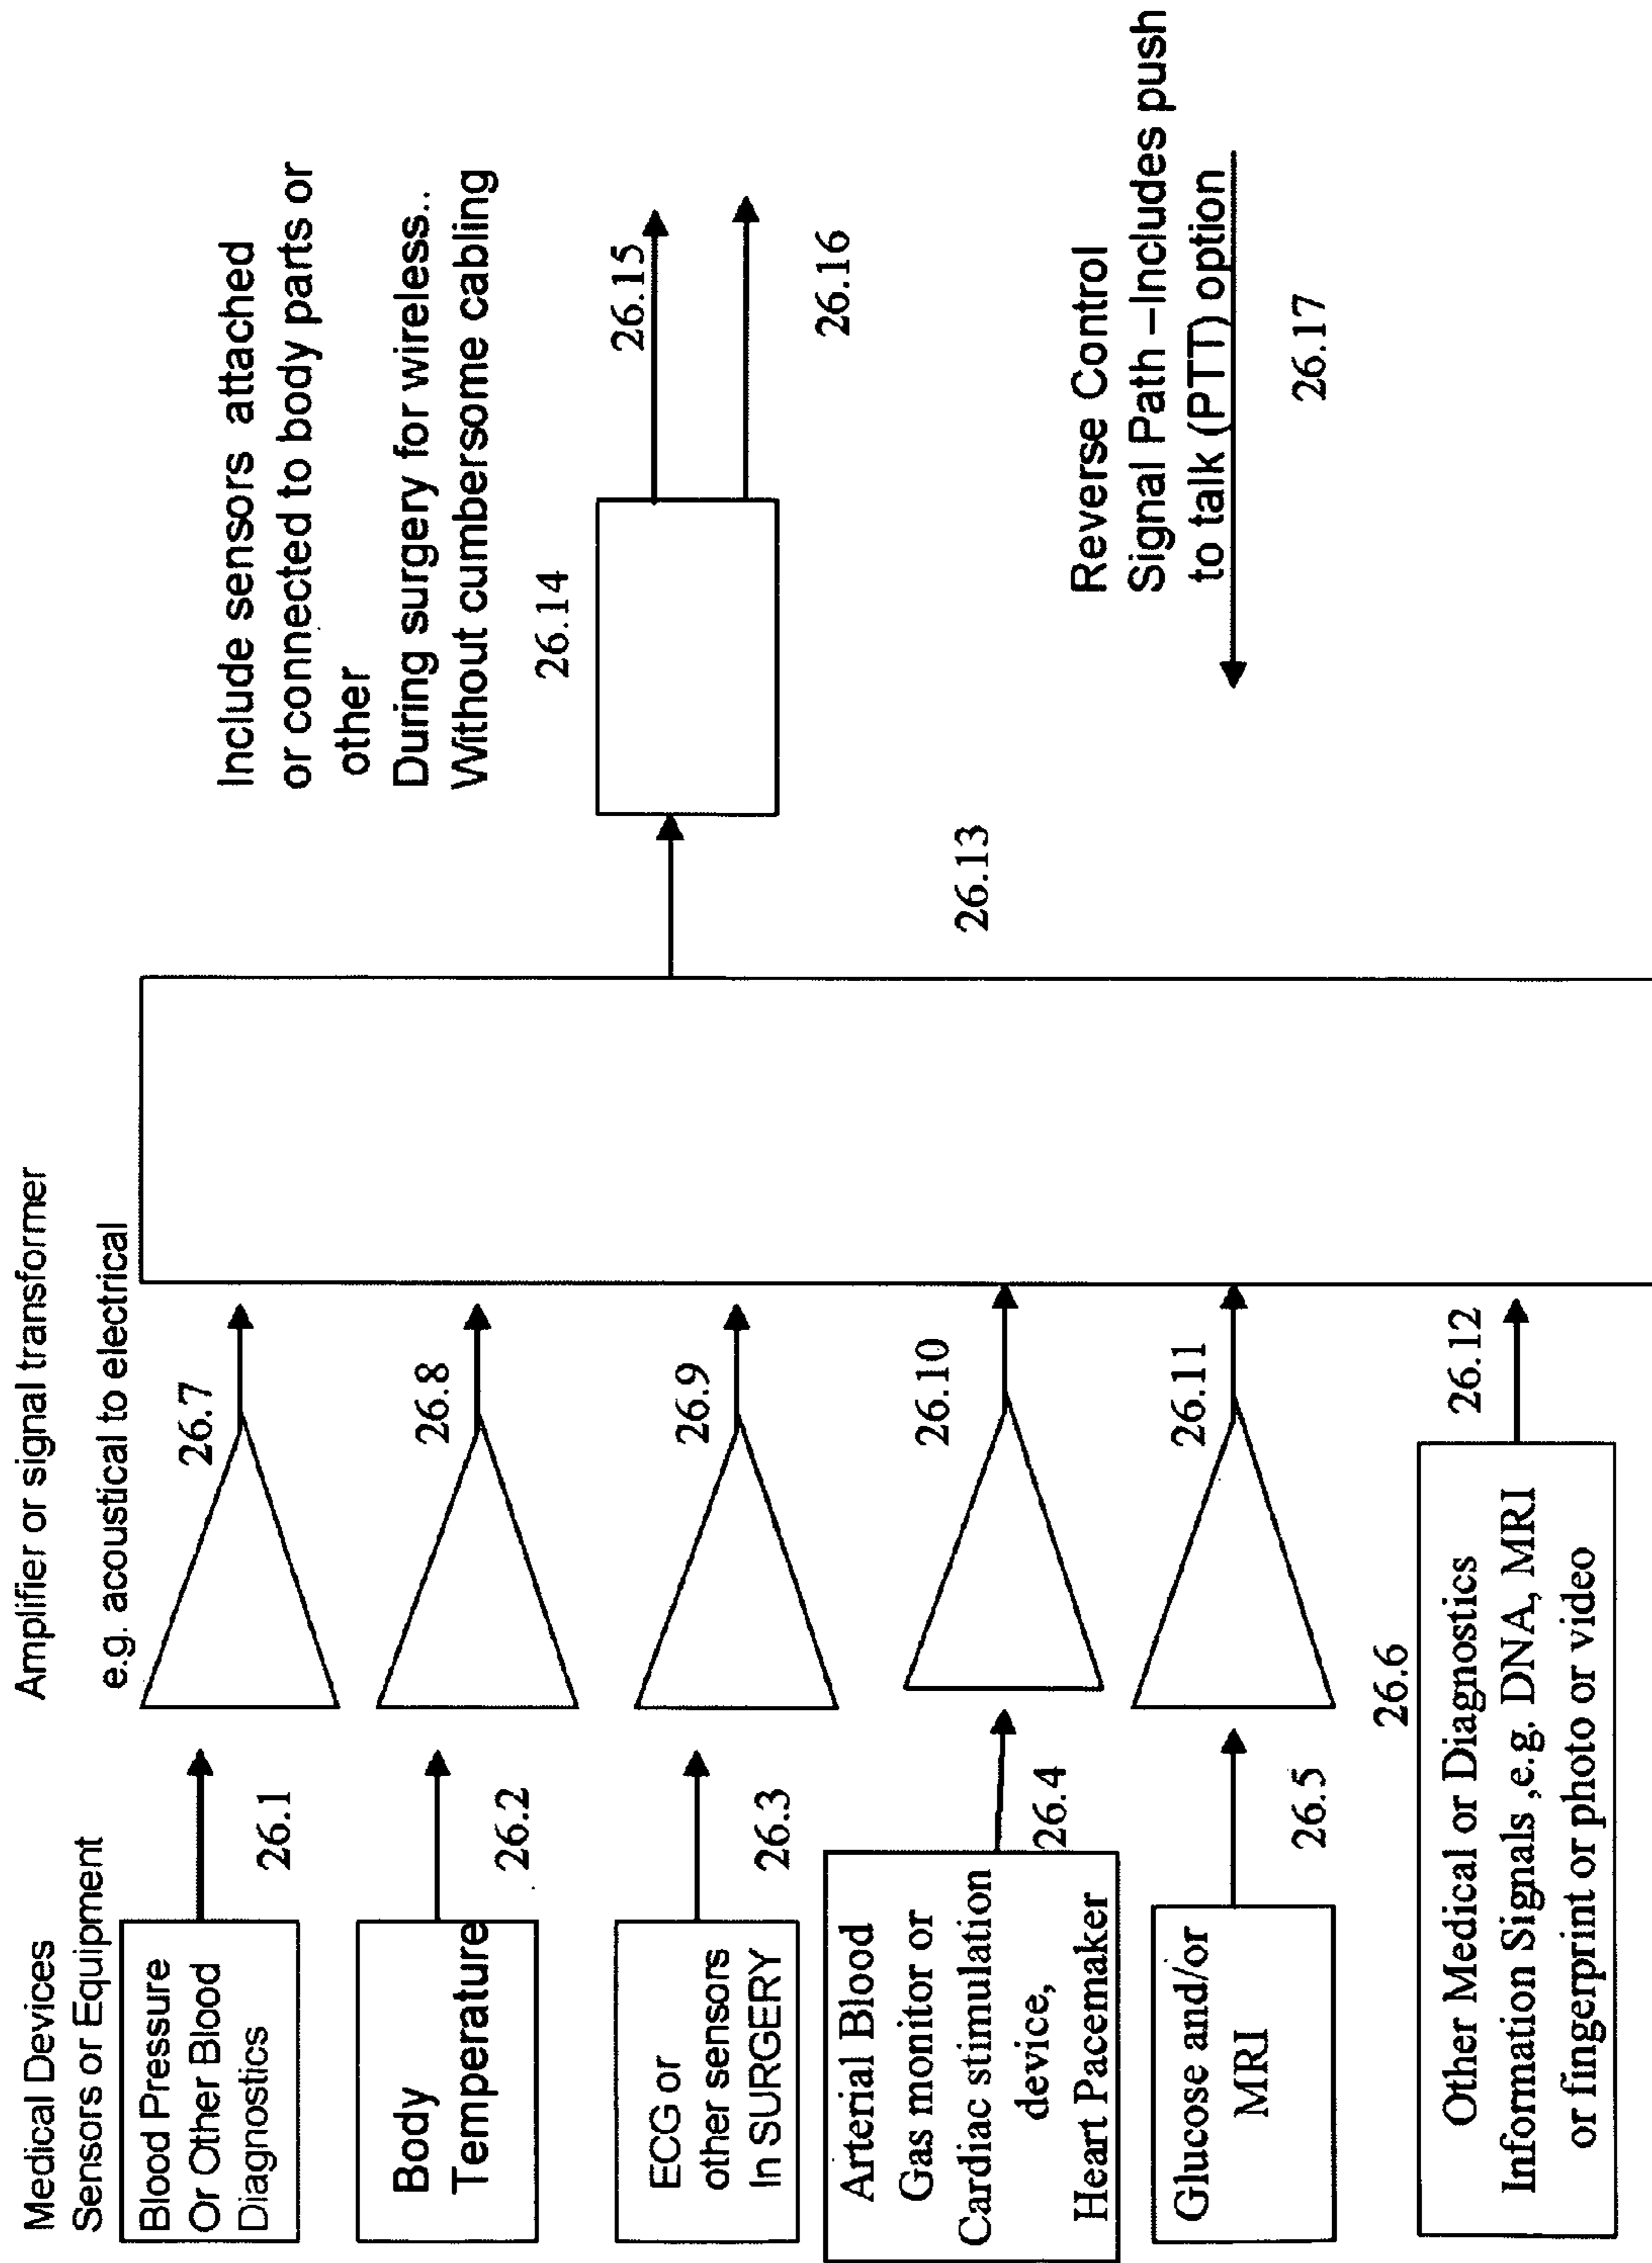 Medical Devices
Sensors or Equipment
Amplifier or signal transformer
e.g. acoustical to electrical
Blood Pressure
Or Other Blood
Diagnostics
26.1
26.7
Body
Temperature
26.2
26.8
ECG or
other sensors
In SURGERY
26.3
26.9
Arterial Blood
Gas monitor or
Cardiac stimulation
device,
Heart Pacemaker
26.4
26.10
Glucose and/or
MRI
26.5
26.11
26.6
Other Medical or Diagnostics
Information Signals ,e.g. DNA, MRI
or fingerprint or photo or video
26.12
26.13
Include sensors attached
or connected to body parts or
other
During surgery for wireless..
Without cumbersome cabling
26.14
26.15
26.16
Reverse Control
Signal Path –Includes push
to talk (PTT) option
26.17